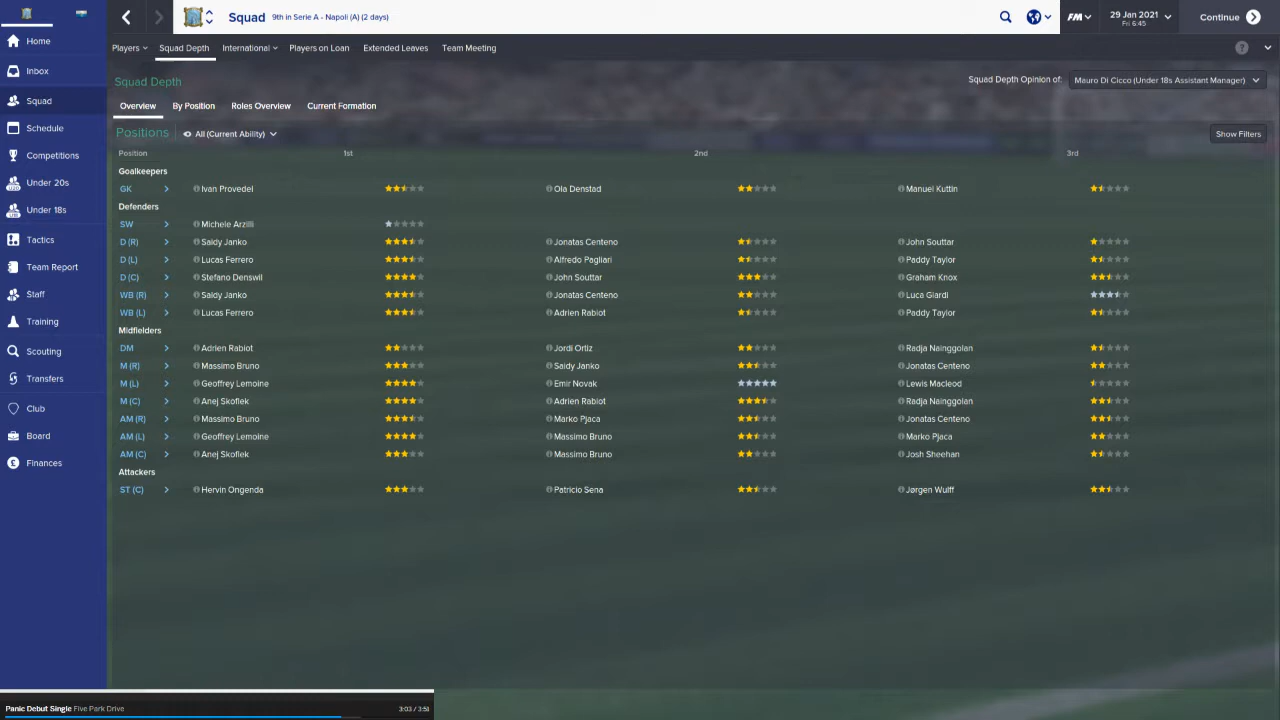 Squad 9th in Serie A - Napoli (A) (2 days)
FM
29 Jan 2021
Fri 6:45
Continue
Home
Inbox
Squad
Schedule
Competitions
Under 20s
Under 18s
Tactics
Team Report
Staff
Training
Scouting
Transfers
Club
Board
Finances
Players Squad Depth International Players on Loan Extended Leaves Team Meeting ?
Squad Depth
Squad Depth Opinion of: Mauro Di Cicco (Under 18s Assistant Manager)
Overview By Position Roles Overview Current Formation
Positions All (Current Ability) Show Filters
Position 1st 2nd 3rd
Goalkeepers
GK Ivan Provedel Ola Denstad Manuel Kuttin
Defenders
SW Michele Arzilli
D (R) Saidy Janko Jonatas Centeno John Souttar
D (L) Lucas Ferrero Alfredo Pagliari Paddy Taylor
D (C) Stefano Denswil John Souttar Graham Knox
WB (R) Saidy Janko Jonatas Centeno Luca Giardi
WB (L) Lucas Ferrero Adrien Rabiot Paddy Taylor
Midfielders
DM Adrien Rabiot Jordi Ortiz Radja Nainggolan
M (R) Massimo Bruno Saidy Janko Jonatas Centeno
M (L) Geoffrey Lemoine Emir Novak Lewis Macleod
M (C) Anej Skoflek Adrien Rabiot Radja Nainggolan
AM (R) Massimo Bruno Marko Pjaca Jonatas Centeno
AM (L) Geoffrey Lemoine Massimo Bruno Marko Pjaca
AM (C) Anej Skoflek Massimo Bruno Josh Sheehan
Attackers
ST (C) Hervin Ongenda Patricio Sena Jørgen Wulff
Panic Debut Single Five Park Drive 3:03 / 3:51